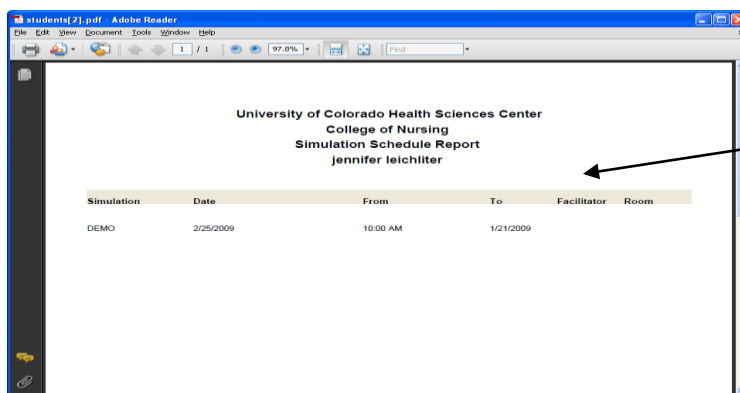 students[2].pdf - Adobe Reader
File Edit View Document Tools Window Help
1 / 1 97.0% Find
University of Colorado Health Sciences Center
College of Nursing
Simulation Schedule Report
jennifer leichliter
Simulation Date From To Facilitator Room
DEMO 2/25/2009 10:00 AM 1/21/2009